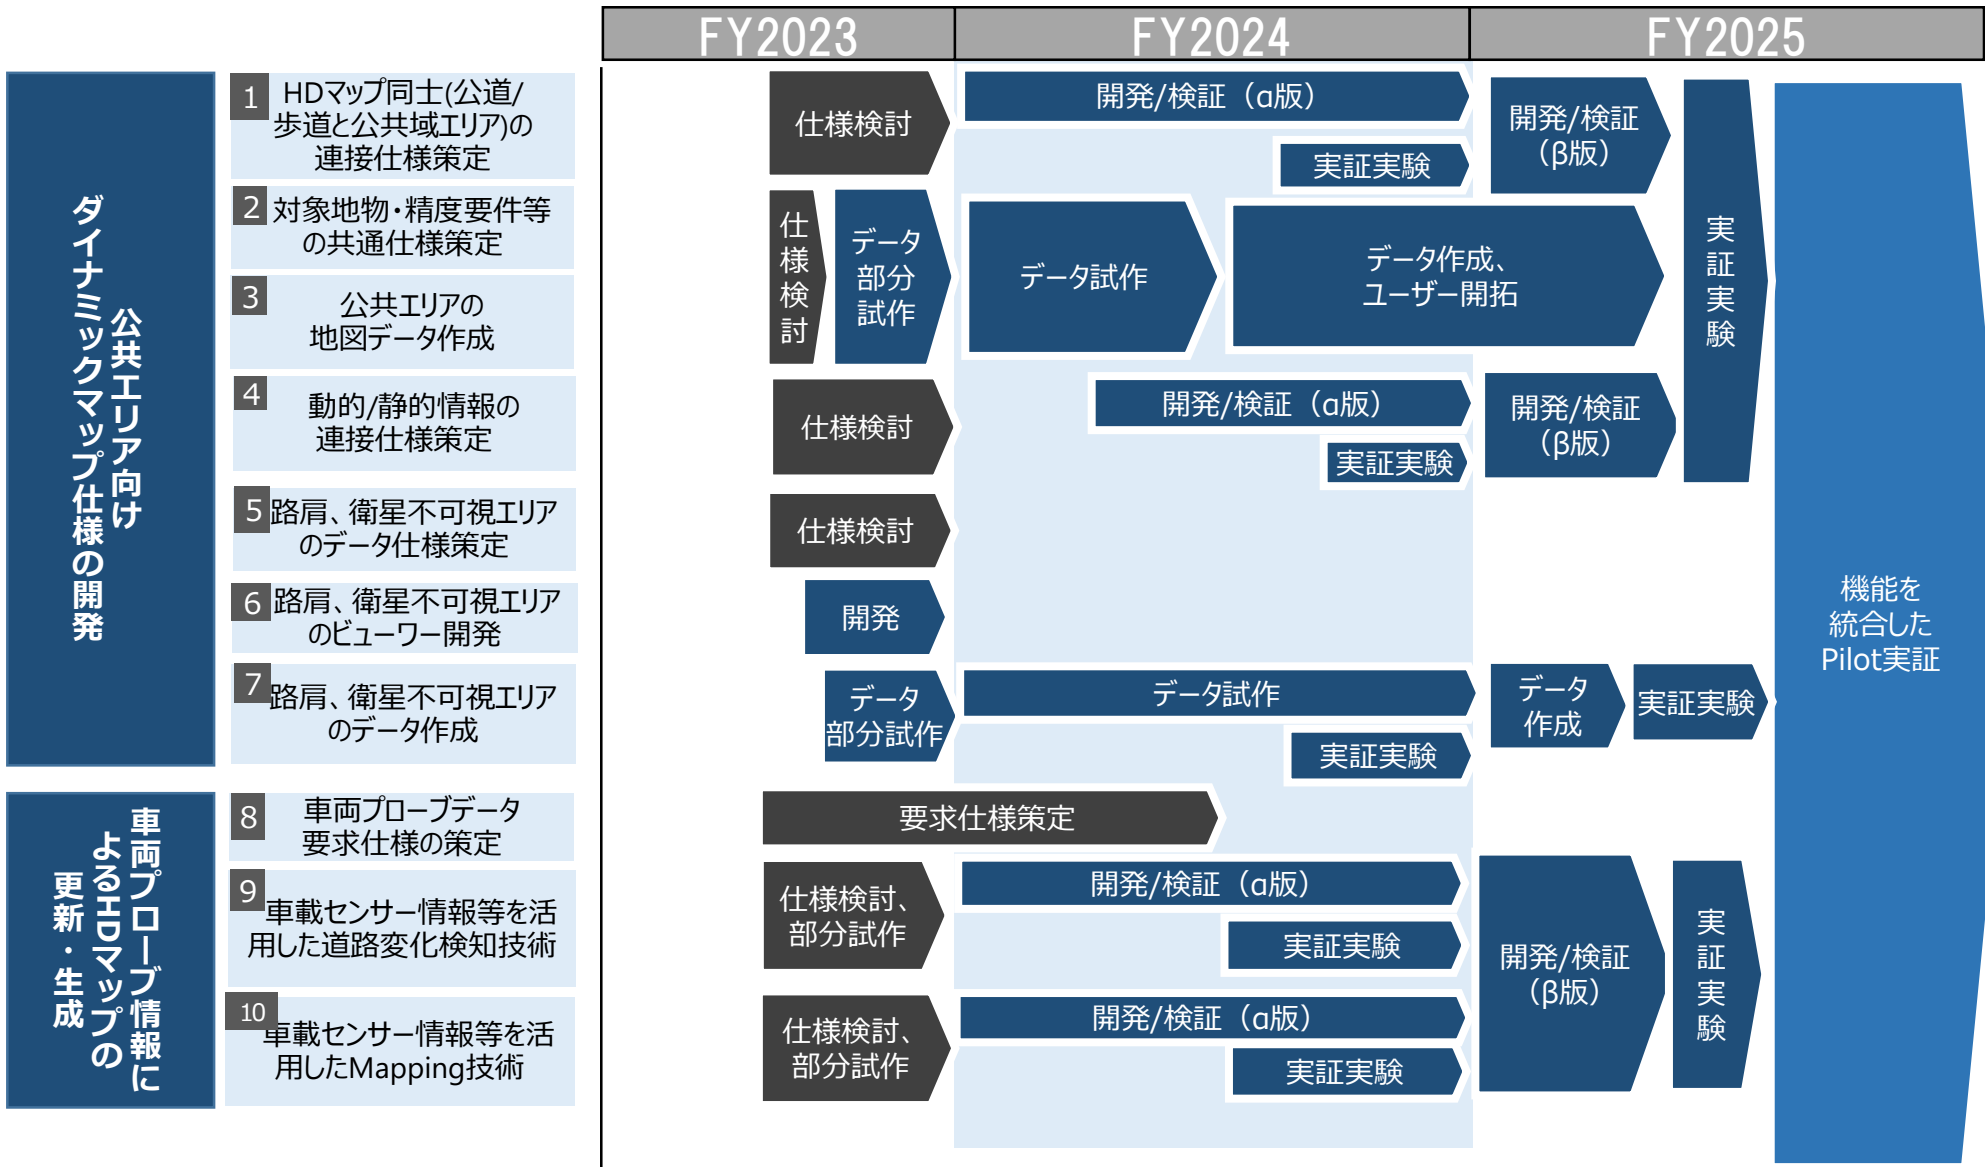 FY2023
FY2024
FY2025
公共エリア向け
ダイナミックマップ仕様の開発
1
HDマップ同士(公道/
歩道と公共域エリア)の
連接仕様策定
仕様検討
開発/検証（α版）
実証実験
開発/検証
（β版）
2
対象地物・精度要件等
の共通仕様策定
3
公共エリアの
地図データ作成
仕様検討
データ
部分
試作
データ試作
データ作成、
ユーザー開拓
実証実験
4
動的/静的情報の
連接仕様策定
仕様検討
開発/検証（α版）
実証実験
開発/検証
（β版）
5
路肩、衛星不可視エリア
のデータ仕様策定
仕様検討
6
路肩、衛星不可視エリア
のビューワー開発
開発
7
路肩、衛星不可視エリア
のデータ作成
データ
部分試作
データ試作
実証実験
データ
作成
実証実験
機能を
統合した
Pilot実証
車両プローブ情報に
よるHDマップの
更新・生成
8
車両プローブデータ
要求仕様の策定
要求仕様策定
9
車載センサー情報等を活
用した道路変化検知技術
仕様検討、
部分試作
開発/検証（α版）
実証実験
10
車載センサー情報等を活
用したMapping技術
仕様検討、
部分試作
開発/検証（α版）
実証実験
開発/検証
（β版）
実証実験